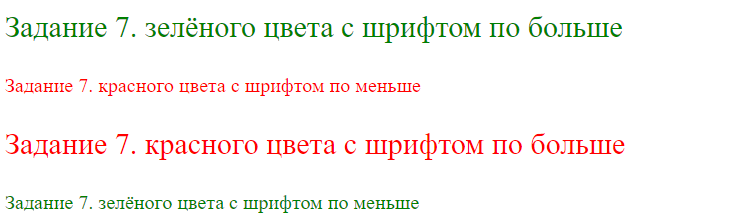 Задание 7. зелёного цвета с шрифтом по больше
Задание 7. красного цвета с шрифтом по меньше
Задание 7. красного цвета с шрифтом по больше
Задание 7. зелёного цвета с шрифтом по меньше